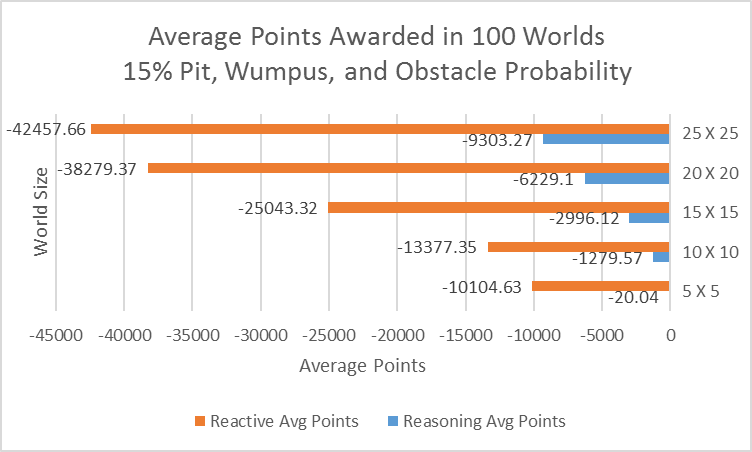 Average Points Awarded in 100 Worlds
15% Pit, Wumpus, and Obstacle Probability
World Size
-42457.66
-9303.27
25 X 25
-38279.37
-6229.1
20 X 20
-25043.32
-2996.12
15 X 15
-13377.35
-1279.57
10 X 10
-10104.63
-20.04
5 X 5
-45000 -40000 -35000 -30000 -25000 -20000 -15000 -10000 -5000 0
Average Points
Reactive Avg Points Reasoning Avg Points